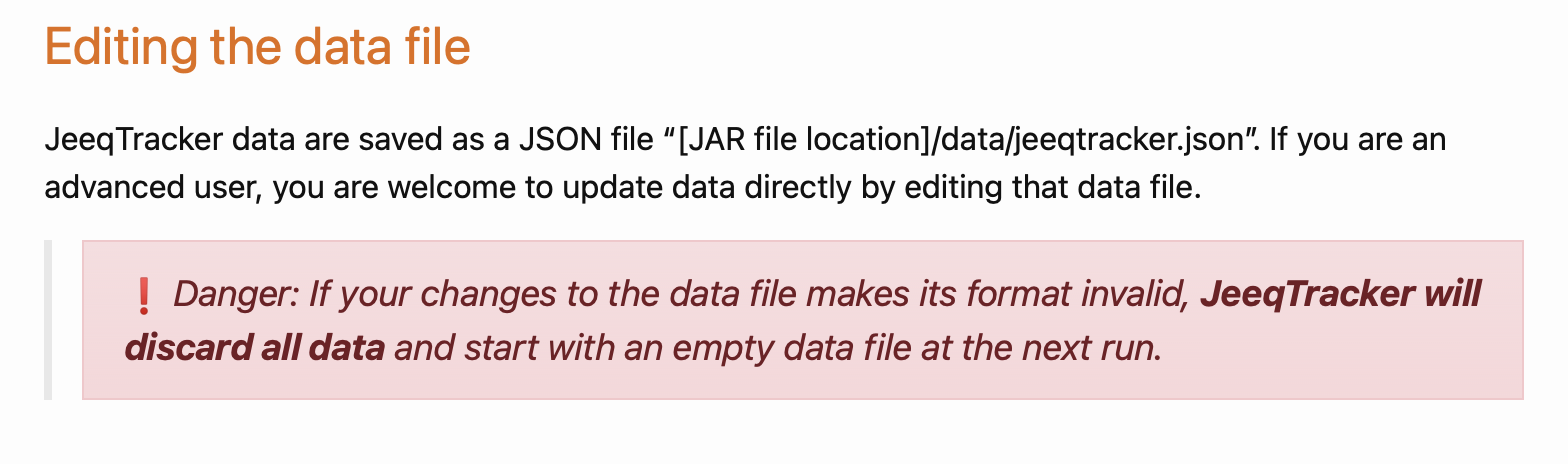 Editing the data file
JeeqTracker data are saved as a JSON file “[JAR file location]/data/jeeqtracker.json”. If you are an
advanced user, you are welcome to update data directly by editing that data file.
❗ Danger: If your changes to the data file makes its format invalid, JeeqTracker will
discard all data and start with an empty data file at the next run.